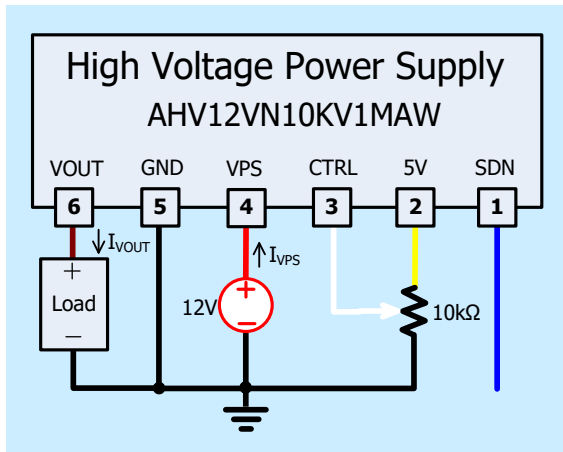 High Voltage Power Supply
AHV12VN10KV1MAW
VOUT GND VPS CTRL 5V SDN
6 5 4 3 2 1
+ ↓IVOUT ↑IVPS
Load 12V + − 10kΩ
−